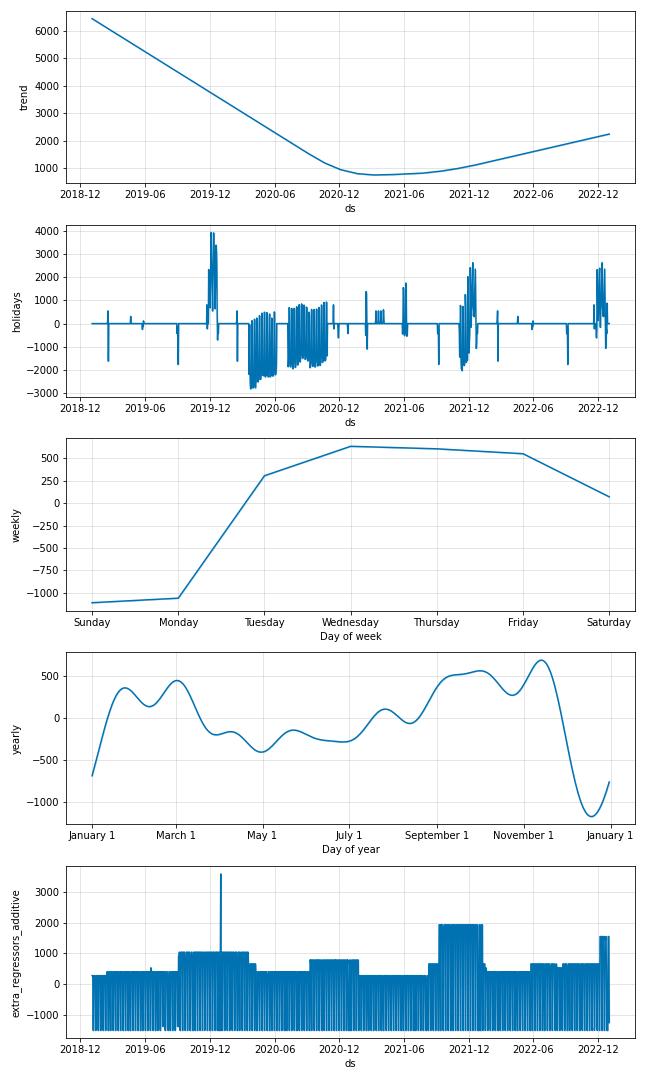 6000
5000
4000
3000
2000
1000
trend
2018-12 2019-06 2019-12 2020-06 2020-12 2021-06 2021-12 2022-06 2022-12
ds
4000
3000
2000
1000
0
−1000
−2000
−3000
holidays
2018-12 2019-06 2019-12 2020-06 2020-12 2021-06 2021-12 2022-06 2022-12
ds
500
250
0
−250
−500
−750
−1000
weekly
Sunday Monday Tuesday Wednesday Thursday Friday Saturday
Day of week
500
0
−500
−1000
yearly
January 1 March 1 May 1 July 1 September 1 November 1 January 1
Day of year
3000
2000
1000
0
−1000
extra_regressors_additive
2018-12 2019-06 2019-12 2020-06 2020-12 2021-06 2021-12 2022-06 2022-12
ds